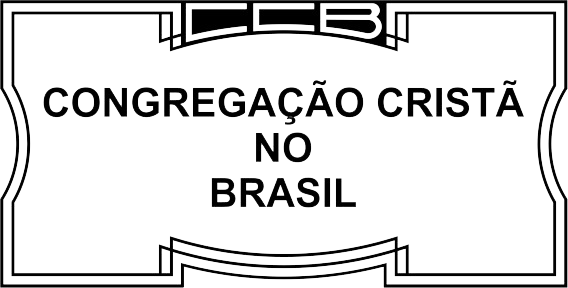 CCB
CONGREGAÇÃO CRISTÃ
NO
BRASIL